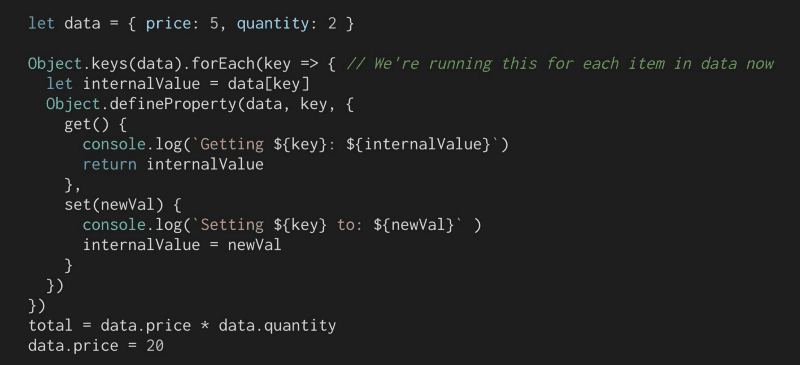 let data = { price: 5, quantity: 2 }

Object.keys(data).forEach(key => { // We're running this for each item in data now
  let internalValue = data[key]
  Object.defineProperty(data, key, {
    get() {
      console.log(`Getting ${key}: ${internalValue}`)
      return internalValue
    },
    set(newVal) {
      console.log(`Setting ${key} to: ${newVal}` )
      internalValue = newVal
    }
  })
})
total = data.price * data.quantity
data.price = 20